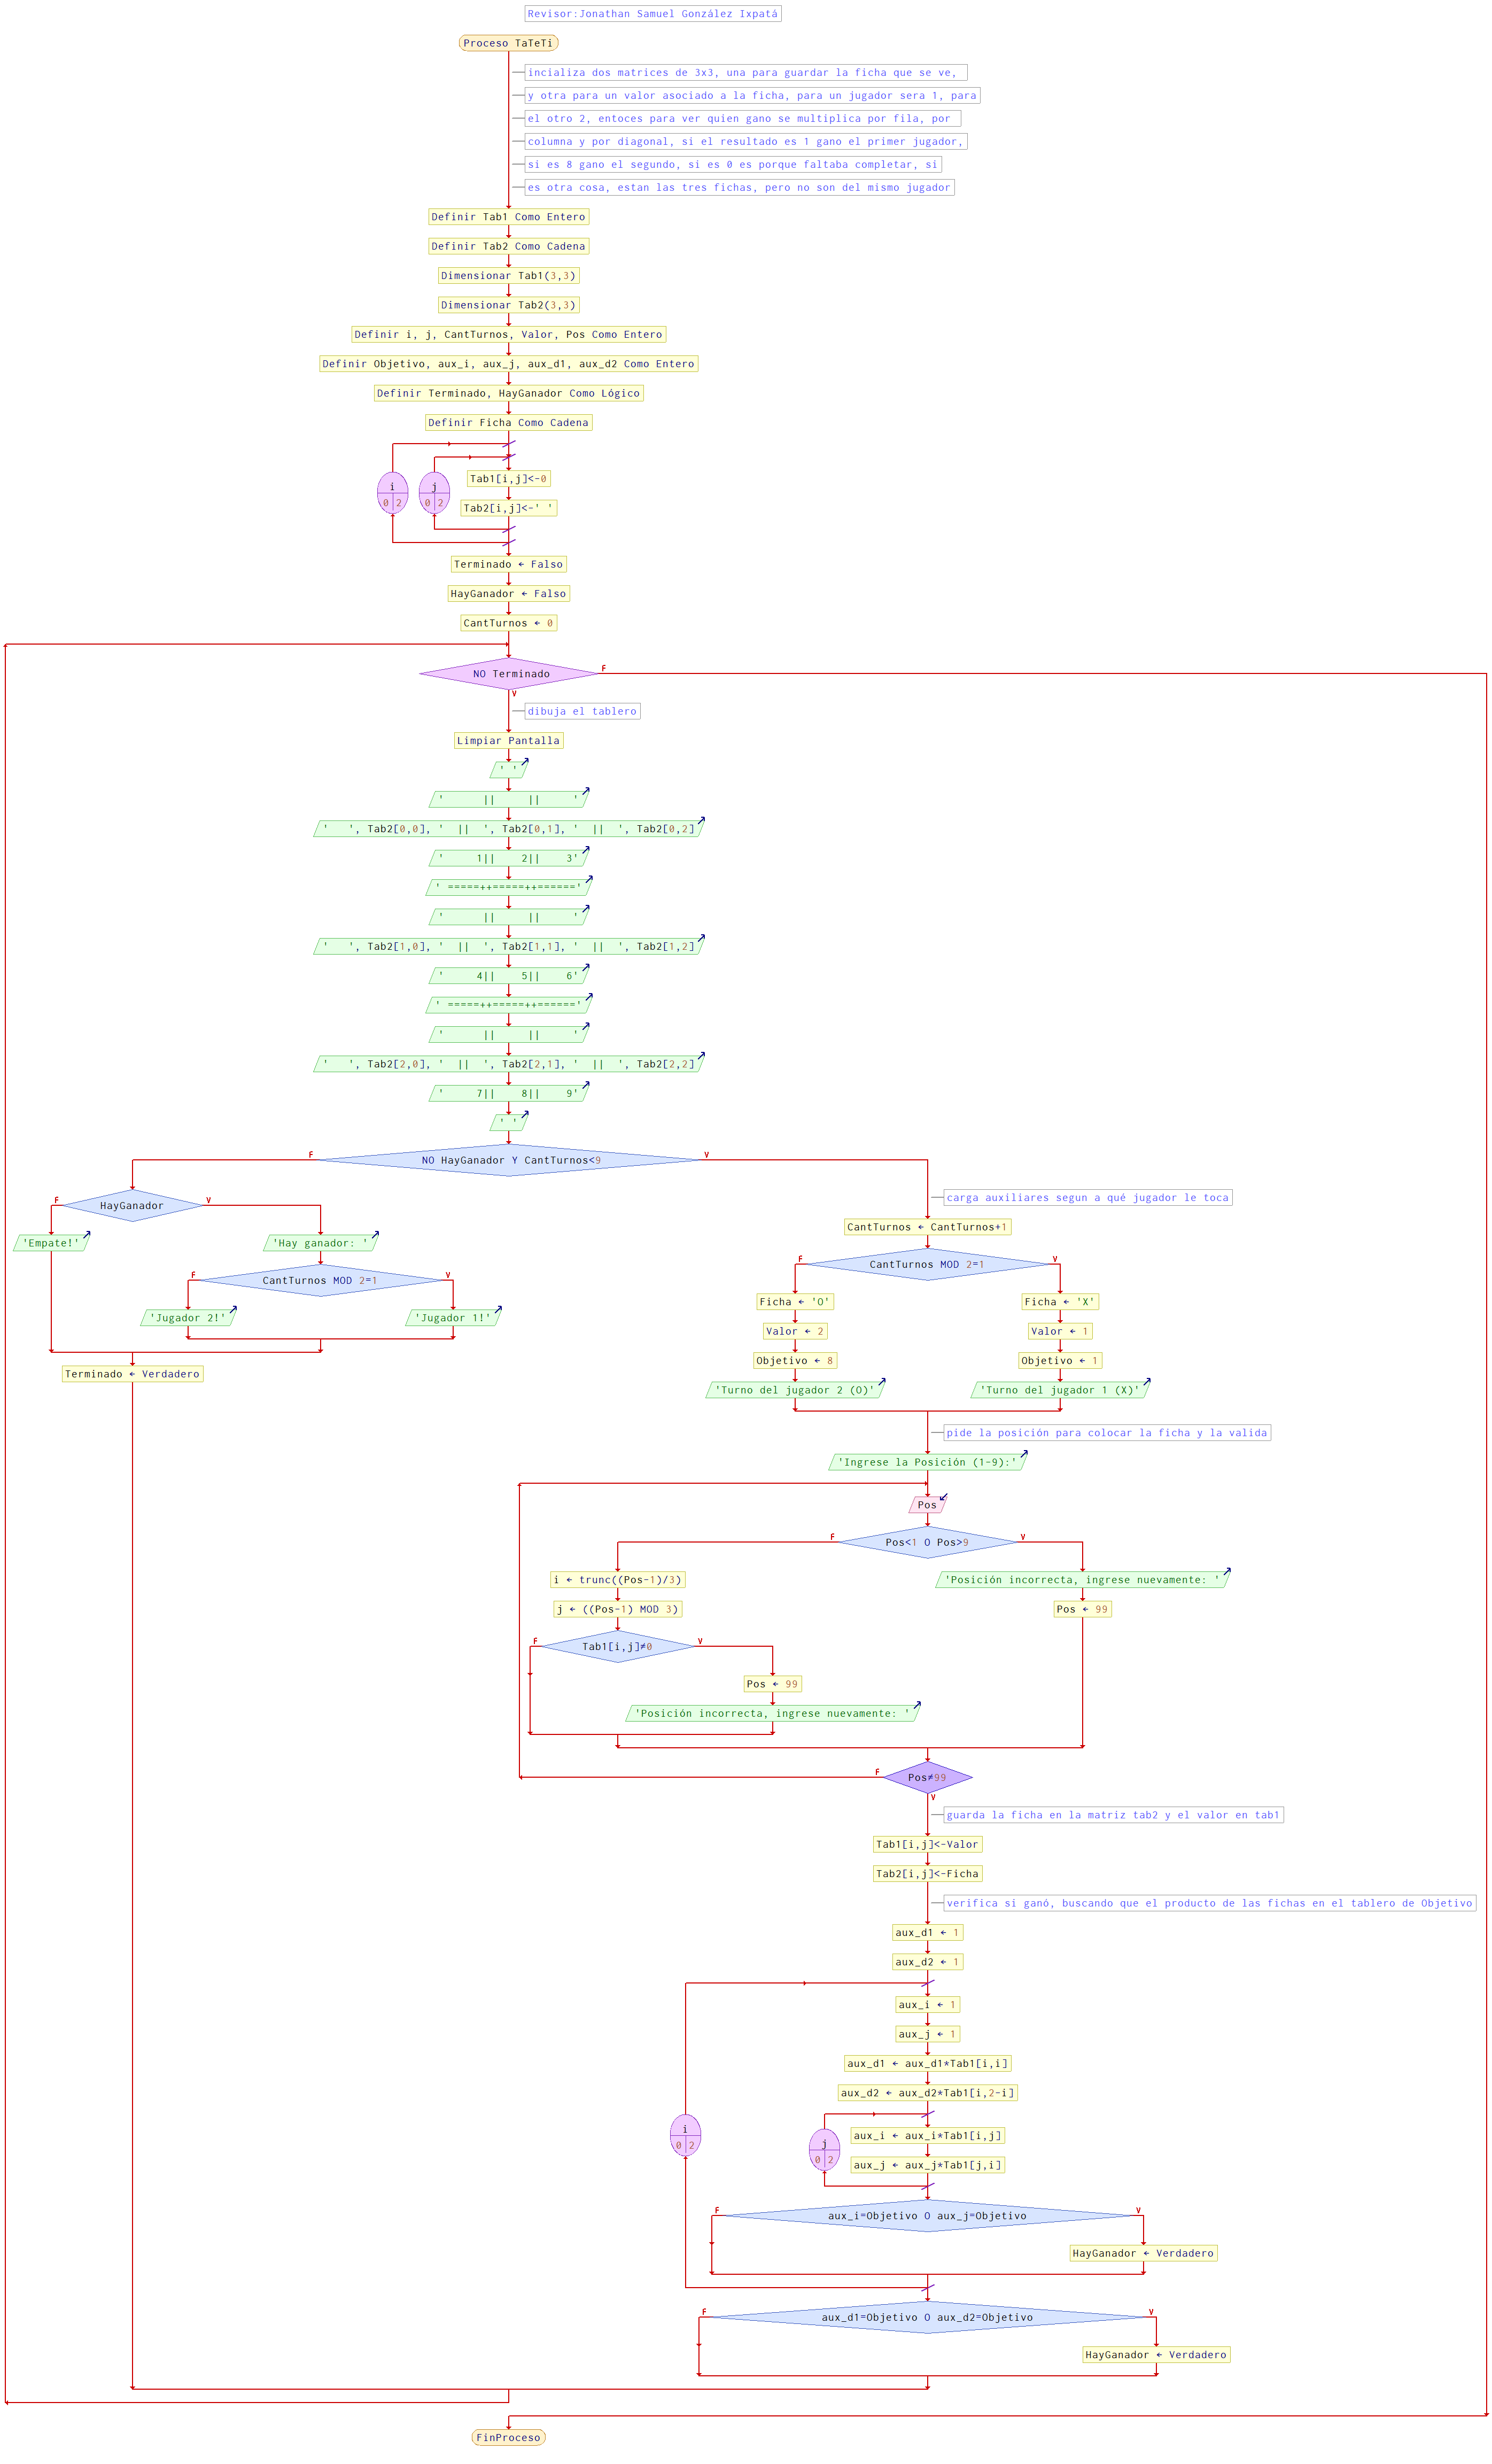 Revisor:Jonathan Samuel González Ixpatá
Proceso TaTeTi
incializa dos matrices de 3x3, una para guardar la ficha que se ve,
y otra para un valor asociado a la ficha, para un jugador sera 1, para
el otro 2, entoces para ver quien gano se multiplica por fila, por
columna y por diagonal, si el resultado es 1 gano el primer jugador,
si es 8 gano el segundo, si es 0 es porque faltaba completar, si
es otra cosa, estan las tres fichas, pero no son del mismo jugador
Definir Tab1 Como Entero
Definir Tab2 Como Cadena
Dimensionar Tab1(3,3)
Dimensionar Tab2(3,3)
Definir i, j, CantTurnos, Valor, Pos Como Entero
Definir Objetivo, aux_i, aux_j, aux_d1, aux_d2 Como Entero
Definir Terminado, HayGanador Como Lógico
Definir Ficha Como Cadena
i
0 2
j
0 2
Tab1[i,j]<-0
Tab2[i,j]<-' '
Terminado ← Falso
HayGanador ← Falso
CantTurnos ← 0
NO Terminado
F
V
dibuja el tablero
Limpiar Pantalla
' '
'      ||     ||     '
'   ', Tab2[0,0], '  ||  ', Tab2[0,1], '  ||  ', Tab2[0,2]
'     1||    2||    3'
' =====++=====++======'
'      ||     ||     '
'   ', Tab2[1,0], '  ||  ', Tab2[1,1], '  ||  ', Tab2[1,2]
'     4||    5||    6'
' =====++=====++======'
'      ||     ||     '
'   ', Tab2[2,0], '  ||  ', Tab2[2,1], '  ||  ', Tab2[2,2]
'     7||    8||    9'
' '
F
NO HayGanador Y CantTurnos<9
V
F
HayGanador
V
'Empate!'
'Hay ganador: '
F
CantTurnos MOD 2=1
V
'Jugador 2!'
'Jugador 1!'
Terminado ← Verdadero
carga auxiliares segun a qué jugador le toca
CantTurnos ← CantTurnos+1
F
CantTurnos MOD 2=1
V
Ficha ← 'O'
Valor ← 2
Objetivo ← 8
'Turno del jugador 2 (O)'
Ficha ← 'X'
Valor ← 1
Objetivo ← 1
'Turno del jugador 1 (X)'
pide la posición para colocar la ficha y la valida
'Ingrese la Posición (1-9):'
Pos
F
Pos<1 O Pos>9
V
i ← trunc((Pos-1)/3)
j ← ((Pos-1) MOD 3)
F
Tab1[i,j]≠0
V
Pos ← 99
'Posición incorrecta, ingrese nuevamente: '
'Posición incorrecta, ingrese nuevamente: '
Pos ← 99
F
Pos≠99
V
guarda la ficha en la matriz tab2 y el valor en tab1
Tab1[i,j]<-Valor
Tab2[i,j]<-Ficha
verifica si ganó, buscando que el producto de las fichas en el tablero de Objetivo
aux_d1 ← 1
aux_d2 ← 1
i
0 2
aux_i ← 1
aux_j ← 1
aux_d1 ← aux_d1*Tab1[i,i]
aux_d2 ← aux_d2*Tab1[i,2-i]
j
0 2
aux_i ← aux_i*Tab1[i,j]
aux_j ← aux_j*Tab1[j,i]
F
aux_i=Objetivo O aux_j=Objetivo
V
HayGanador ← Verdadero
F
aux_d1=Objetivo O aux_d2=Objetivo
V
HayGanador ← Verdadero
FinProceso